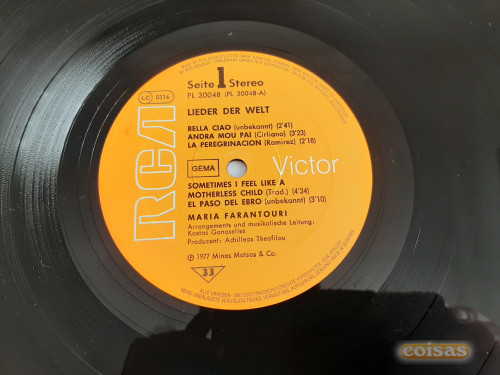 Seite 1 Stereo
PL 30048 (PL 30048-A)
LC 0316
LIEDER DER WELT
BELLA CIAO (unbekannt) (2'41)
ANDRA MOU PAI (Cirliano) (3'23)
LA PEREGRINACION (Ramirez) (2'18)
GEMA
RCA
Victor
SOMETIMES I FEEL LIKE A
MOTHERLESS CHILD (Trad.) (4'34)
EL PASO DEL EBRO (unbekannt) (3'10)
MARIA FARANTOURI
Arrangements und musikalische Leitung:
Kostas Ganoselles
Produzent: Achilleas Theofilou
℗ 1977 Minos Matsas & Co.
33
coisas